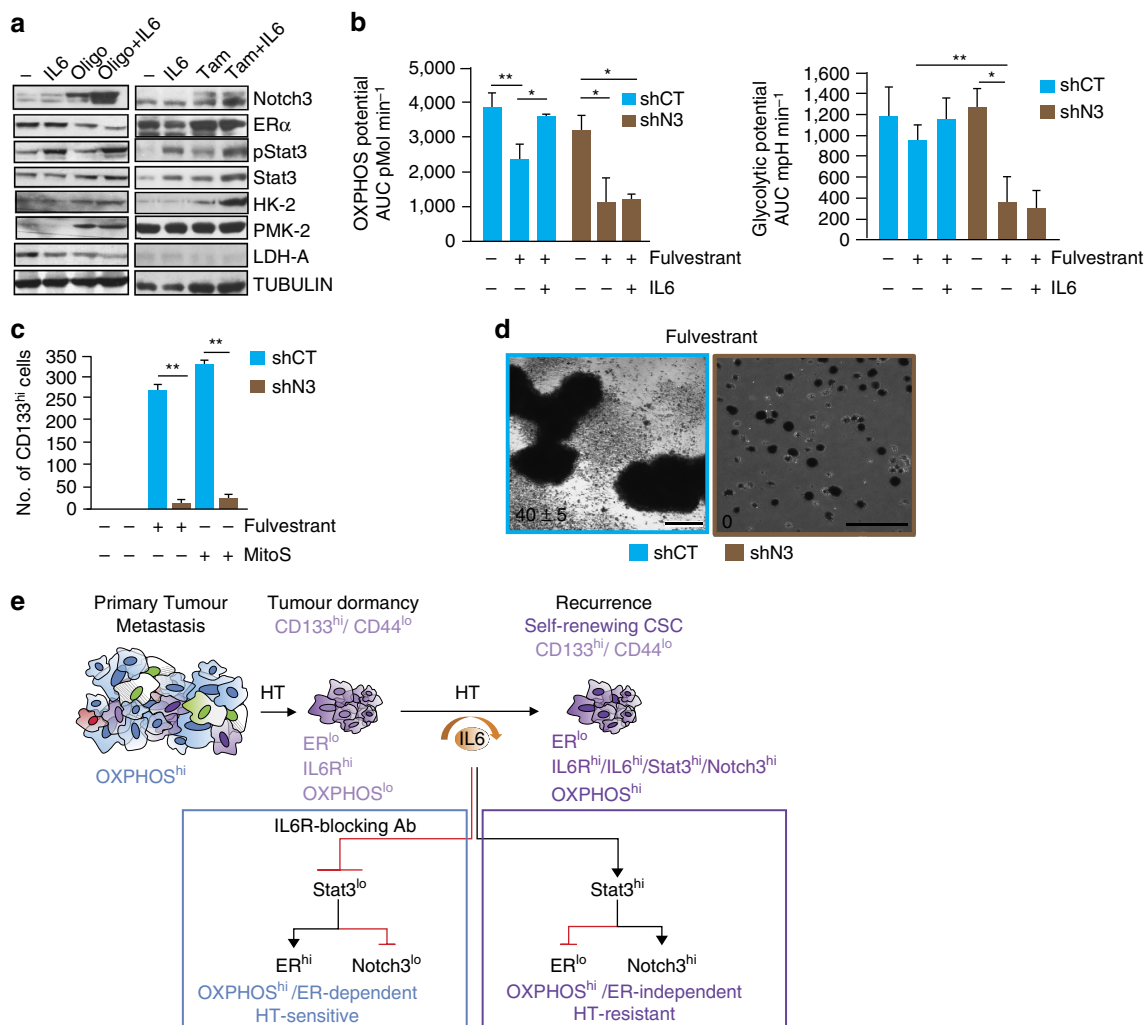 a
– IL6 Oligo Oligo+IL6 – IL6 Tam Tam+IL6
Notch3
ERα
pStat3
Stat3
HK-2
PMK-2
LDH-A
TUBULIN
b
OXPHOS potential
AUC pMol min⁻¹
5,000
4,000
3,000
2,000
1,000
0
** * * *
shCT
shN3
– + + – + + Fulvestrant
+ + IL6
Glycolytic potential
AUC mpH min⁻¹
1,600
1,400
1,200
1,000
800
600
400
200
0
** *
shCT
shN3
– + + – + + Fulvestrant
– – + – – + IL6
c
No. of CD133ʰⁱ cells
350
300
250
200
150
100
50
0
** **
shCT
shN3
– – + + – – Fulvestrant
– – – – + + MitoS
d
Fulvestrant
40 ± 5
0
shCT shN3
e
Primary Tumour
Metastasis
OXPHOSʰⁱ
HT
Tumour dormancy
CD133ʰⁱ/ CD44ˡᵒ
ERˡᵒ
IL6Rʰⁱ
OXPHOSˡᵒ
HT
IL6
Recurrence
Self-renewing CSC
CD133ʰⁱ/ CD44ˡᵒ
ERˡᵒ
IL6Rʰⁱ/IL6ʰⁱ/Stat3ʰⁱ/Notch3ʰⁱ
OXPHOSʰⁱ
IL6R-blocking Ab
Stat3ˡᵒ
ERʰⁱ Notch3ˡᵒ
OXPHOSʰⁱ /ER-dependent
HT-sensitive
Stat3ʰⁱ
ERˡᵒ Notch3ʰⁱ
OXPHOSʰⁱ /ER-independent
HT-resistant